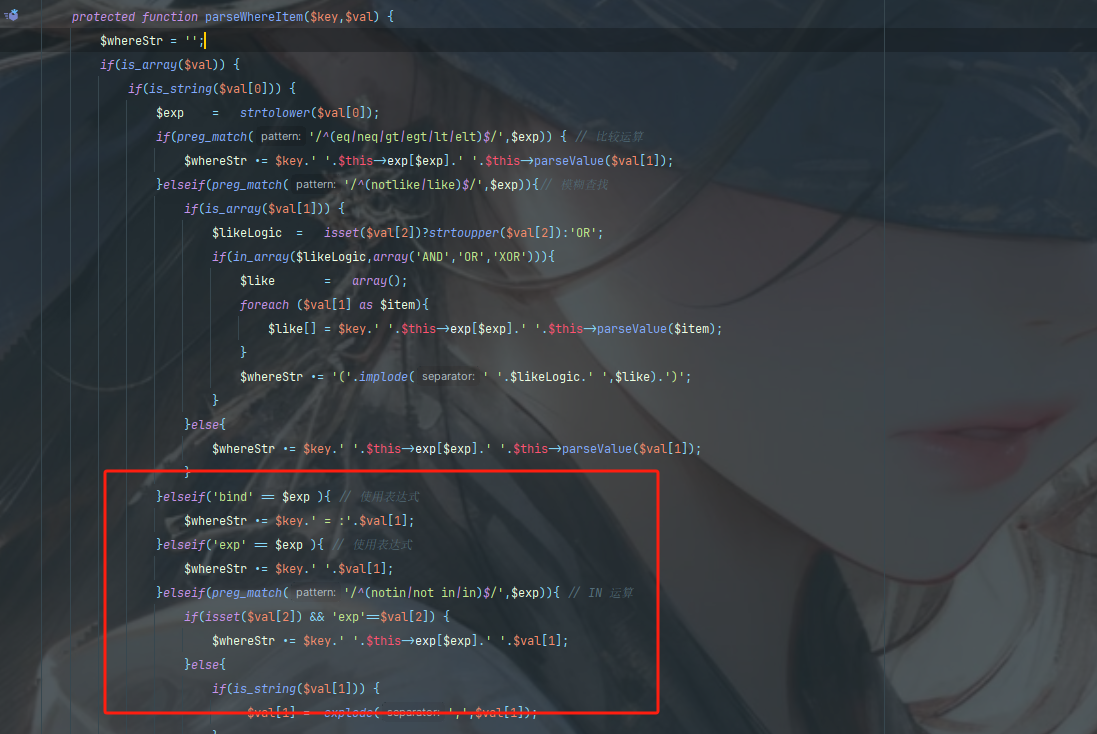 protected function parseWhereItem($key,$val) {
$whereStr = '';
if(is_array($val)) {
if(is_string($val[0])) {
$exp = strtolower($val[0]);
if(preg_match( pattern: '/^(eq|neq|gt|egt|lt|elt)$/',$exp)) { // 比较运算
$whereStr .= $key.' '.$this->exp[$exp].' '.$this->parseValue($val[1]);
}elseif(preg_match( pattern: '/^(notlike|like)$/',$exp)){// 模糊查找
if(is_array($val[1])) {
$likeLogic = isset($val[2])?strtoupper($val[2]):'OR';
if(in_array($likeLogic,array('AND','OR','XOR'))){
$like = array();
foreach ($val[1] as $item){
$like[] = $key.' '.$this->exp[$exp].' '.$this->parseValue($item);
}
$whereStr .= '('.implode( separator: ' '.$likeLogic.' ',$like).')';
}
}else{
$whereStr .= $key.' '.$this->exp[$exp].' '.$this->parseValue($val[1]);
}
}elseif('bind' == $exp ){ // 使用表达式
$whereStr .= $key.' = :'.$val[1];
}elseif('exp' == $exp ){ // 使用表达式
$whereStr .= $key.' '.$val[1];
}elseif(preg_match( pattern: '/^(notin|not in|in)$/',$exp)){ // IN 运算
if(isset($val[2]) && 'exp'==$val[2]) {
$whereStr .= $key.' '.$this->exp[$exp].' '.$val[1];
}else{
if(is_string($val[1])) {
$val[1] = explode( separator: ',',$val[1]);
}